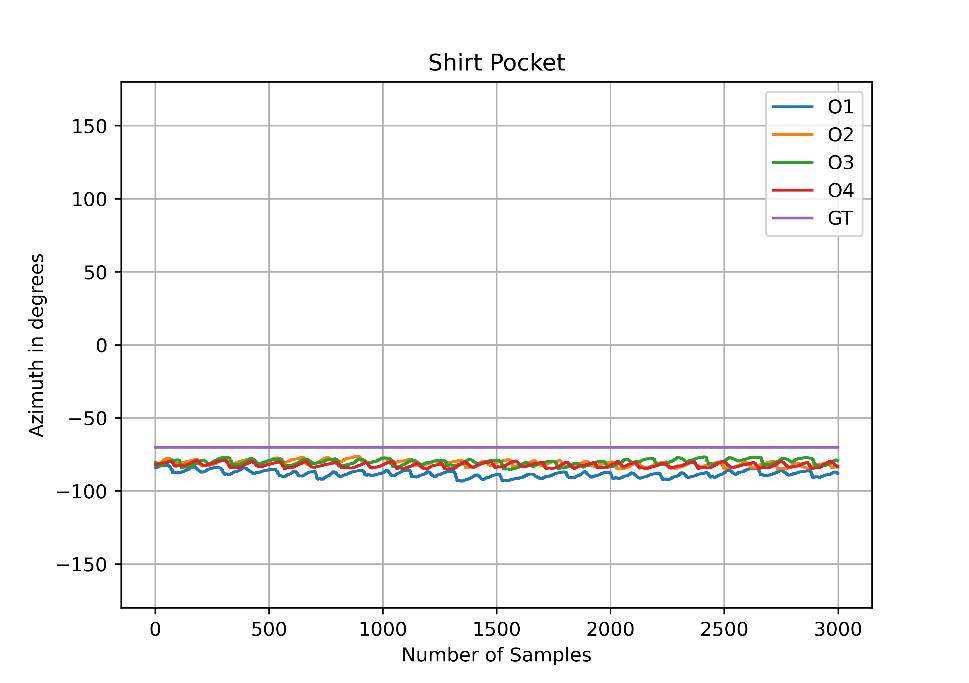 Shirt Pocket
O1
O2
O3
O4
GT
150
100
50
0
−50
−100
−150
Azimuth in degrees
0 500 1000 1500 2000 2500 3000
Number of Samples